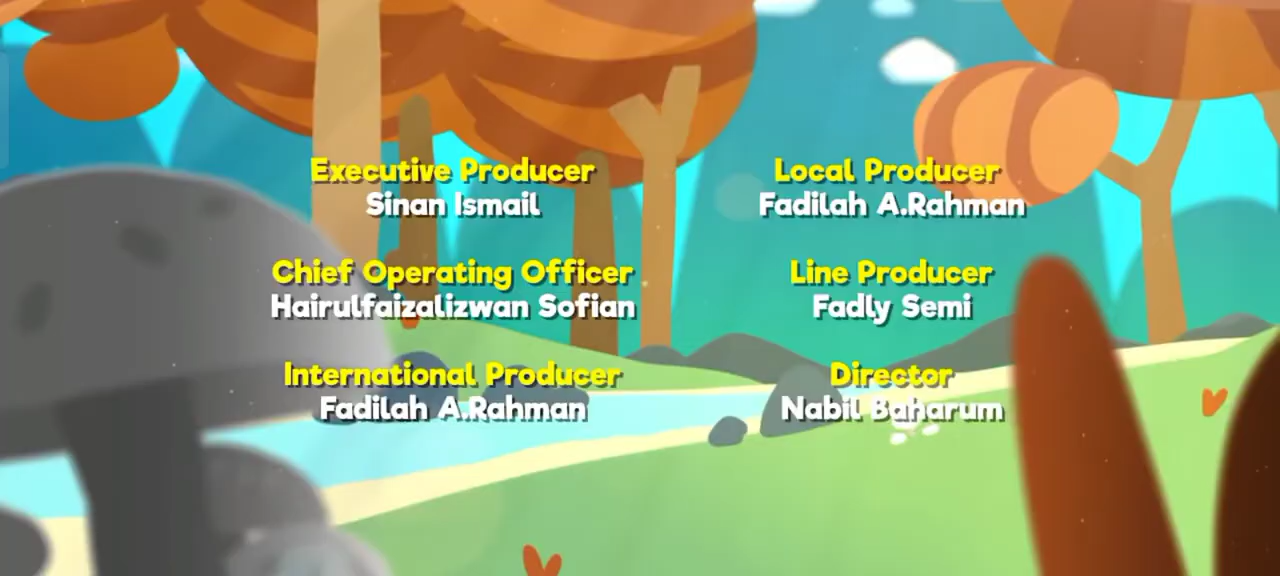 Executive Producer
Sinan Ismail
Chief Operating Officer
Hairulfaizalizwan Sofian
International Producer
Fadilah A.Rahman
Local Producer
Fadilah A.Rahman
Line Producer
Fadly Semi
Director
Nabil Baharum